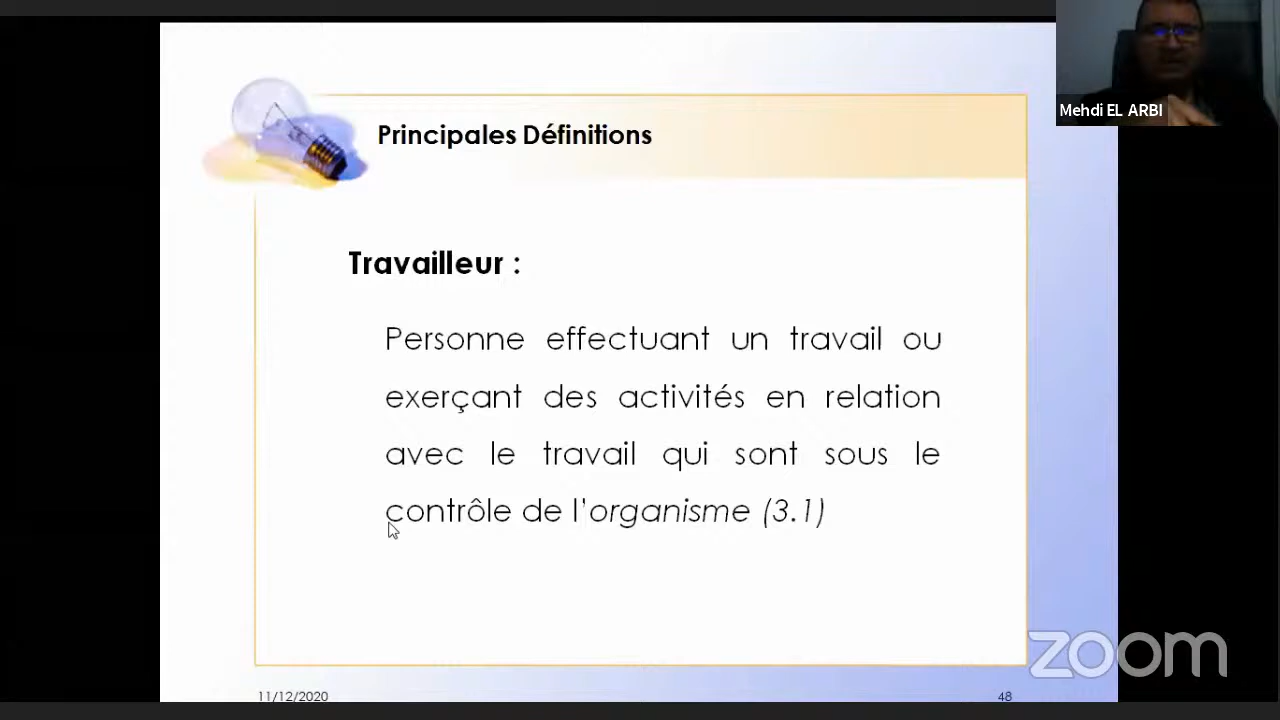 Mehdi EL ARBI
Principales Définitions
Travailleur :
Personne effectuant un travail ou
exerçant des activités en relation
avec le travail qui sont sous le
contrôle de l'organisme (3.1)
zoom
11/12/2020
48